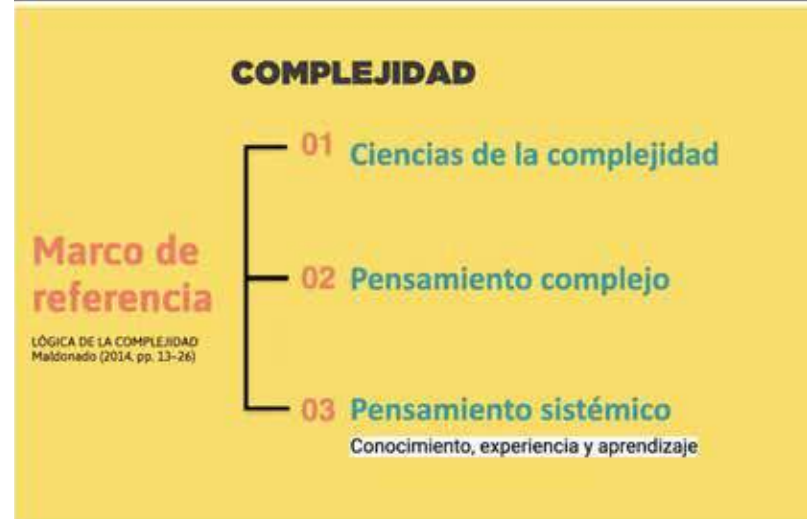 COMPLEJIDAD
Marco de
referencia
LÓGICA DE LA COMPLEJIDAD
Maldonado (2014, pp. 13-26)
01 Ciencias de la complejidad
02 Pensamiento complejo
03 Pensamiento sistémico
Conocimiento, experiencia y aprendizaje